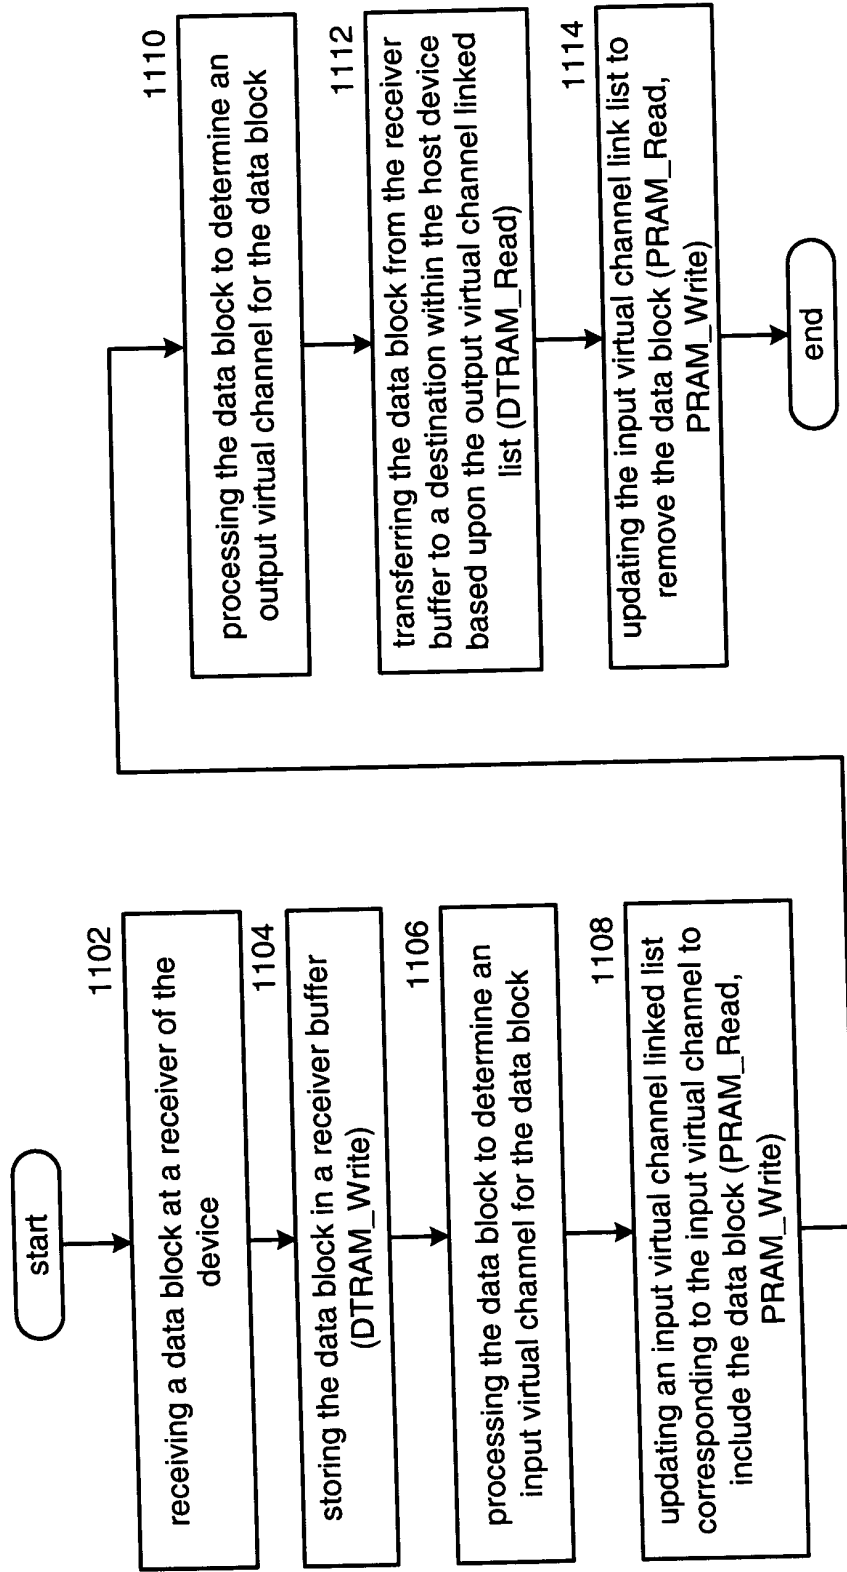 start
1102
receiving a data block at a receiver of the
device
1104
storing the data block in a receiver buffer
(DTRAM_Write)
1106
processing the data block to determine an
input virtual channel for the data block
1108
updating an input virtual channel linked list
corresponding to the input virtual channel to
include the data block (PRAM_Read,
PRAM_Write)
1110
processing the data block to determine an
output virtual channel for the data block
1112
transferring the data block from the receiver
buffer to a destination within the host device
based upon the output virtual channel linked
list (DTRAM_Read)
1114
updating the input virtual channel link list to
remove the data block (PRAM_Read,
PRAM_Write)
end